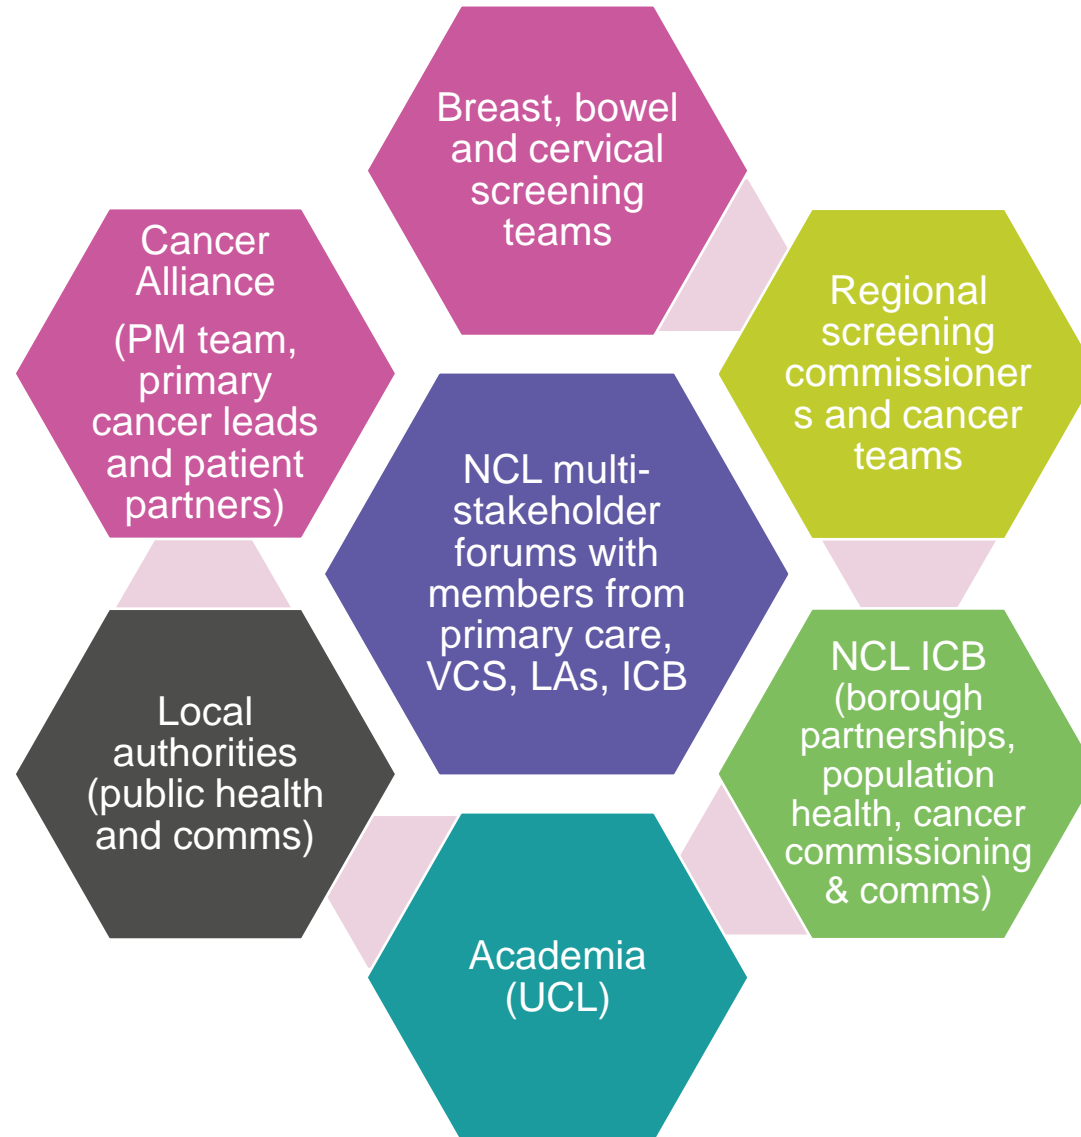 Breast, bowel
and cervical
screening
teams
Cancer
Alliance
(PM team,
primary
cancer leads
and patient
partners)
Regional
screening
commissioner
s and cancer
teams
NCL multi-
stakeholder
forums with
members from
primary care,
VCS, LAs, ICB
Local
authorities
(public health
and comms)
NCL ICB
(borough
partnerships,
population
health, cancer
commissioning
& comms)
Academia
(UCL)